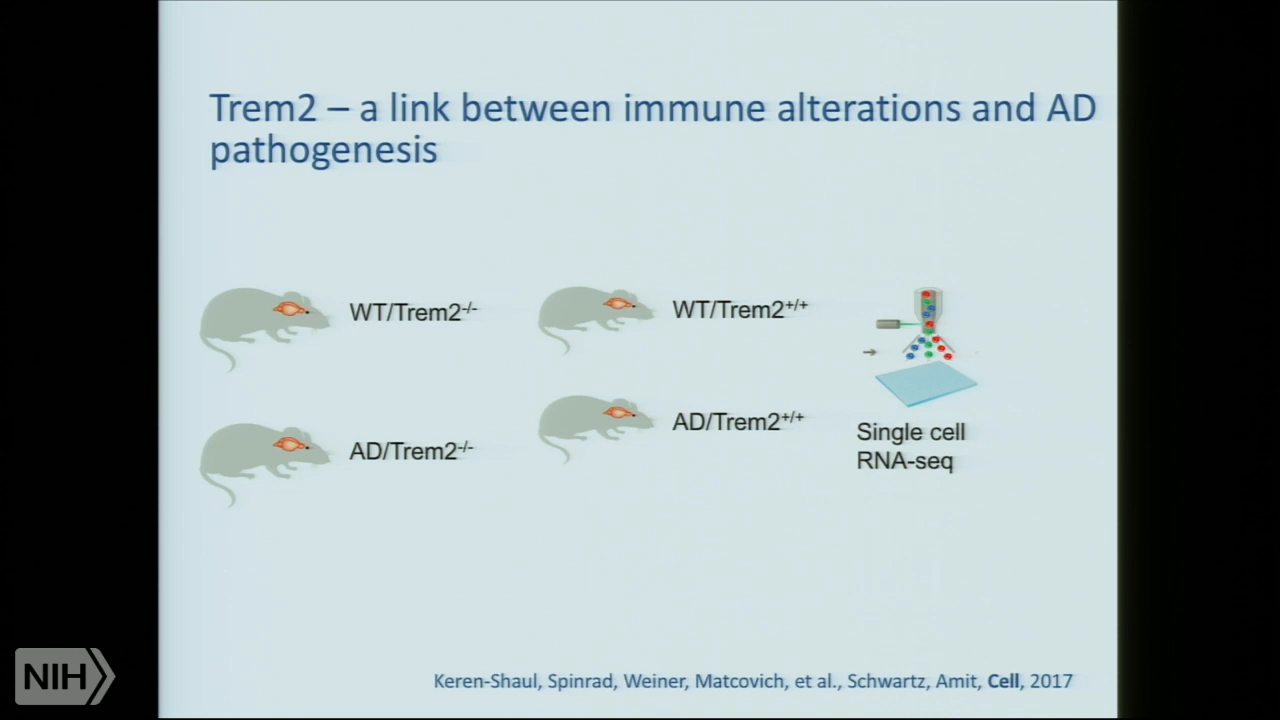 Trem2 – a link between immune alterations and AD
pathogenesis
WT/Trem2-/-
WT/Trem2+/+
AD/Trem2-/-
AD/Trem2+/+
Single cell
RNA-seq
Keren-Shaul, Spinrad, Weiner, Matcovich, et al., Schwartz, Amit, Cell, 2017
NIH